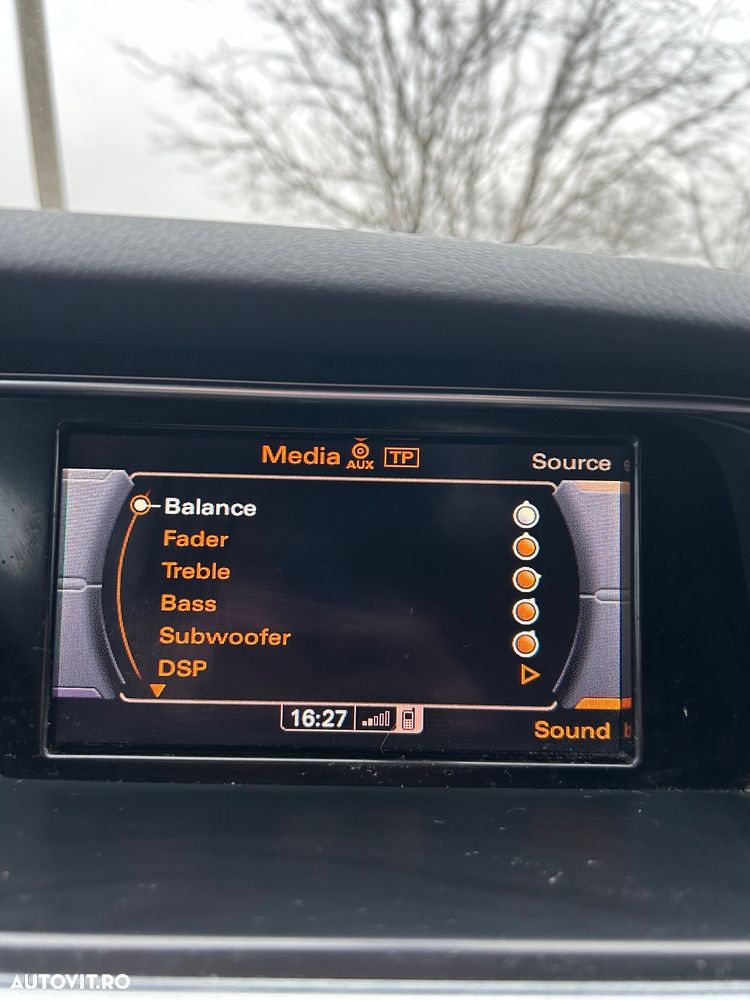 Media AUX TP
Source
Balance
Fader
Treble
Bass
Subwoofer
DSP
16:27
Sound
AUTOVIT.RO